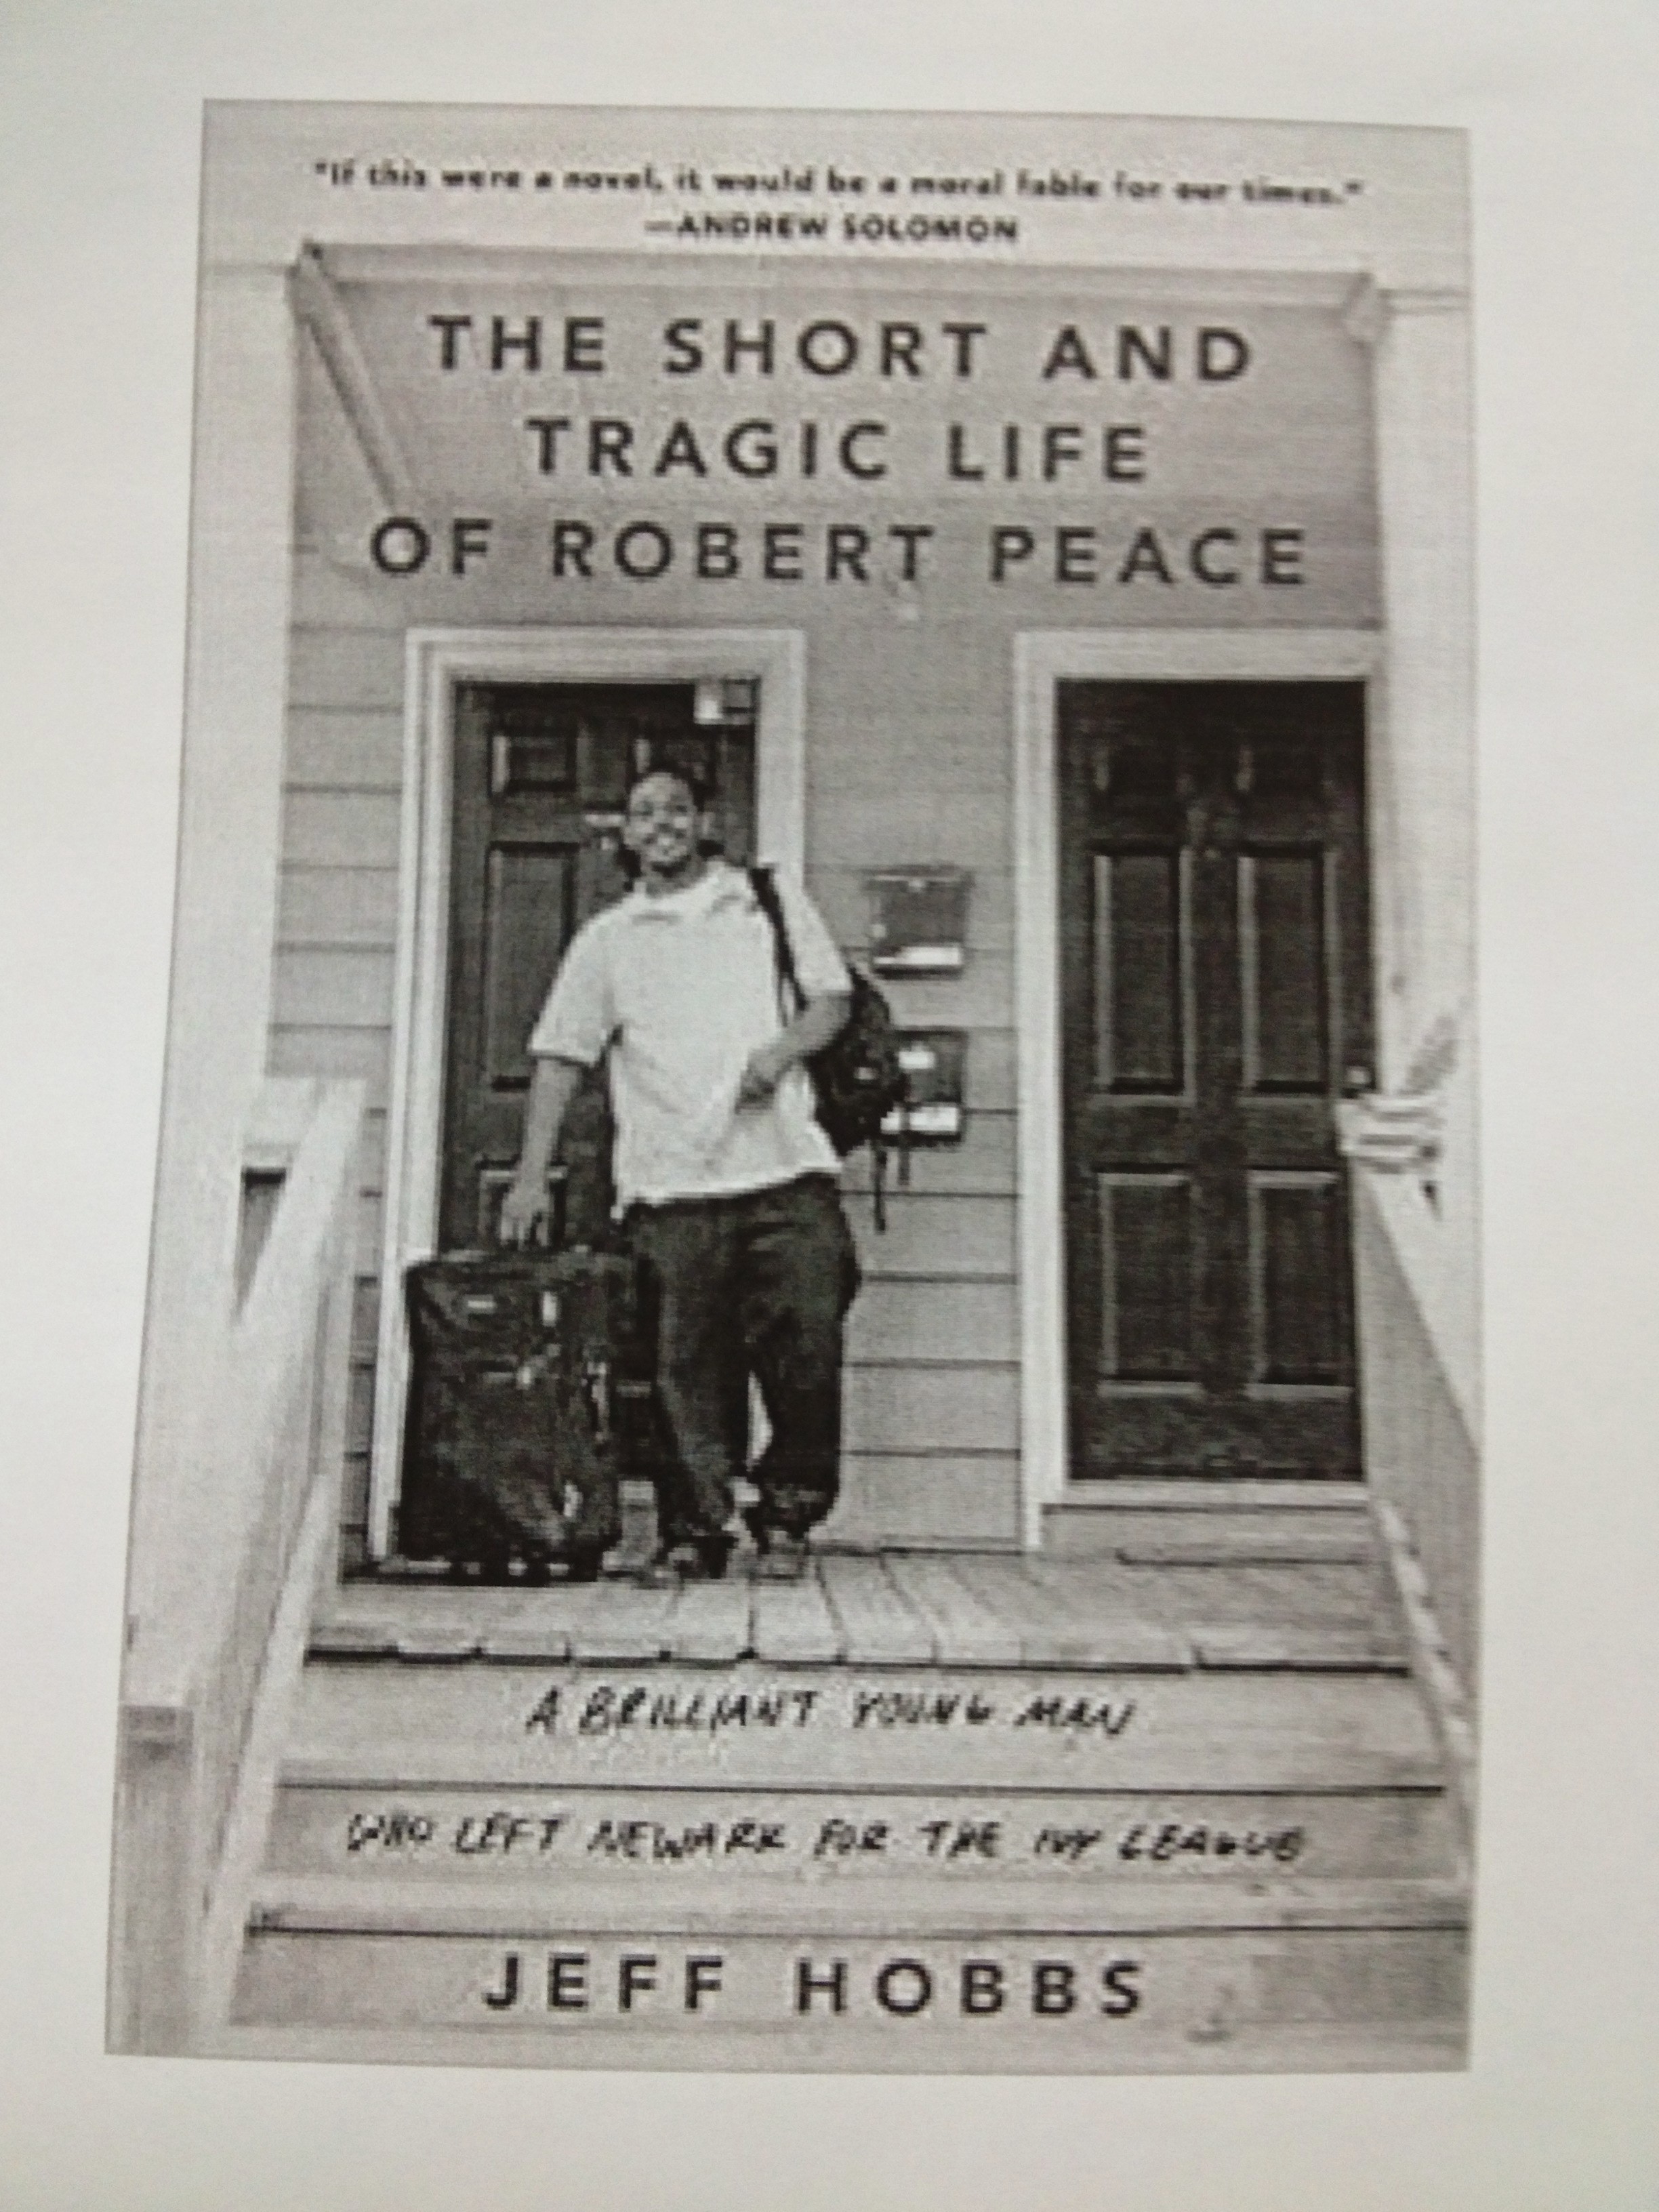 "If this were a novel, it would be a moral fable for our times."
—ANDREW SOLOMON
THE SHORT AND
TRAGIC LIFE
OF ROBERT PEACE
A BRILLIANT YOUNG MAN
WHO LEFT NEWARK FOR THE IVY LEAGUE
JEFF HOBBS